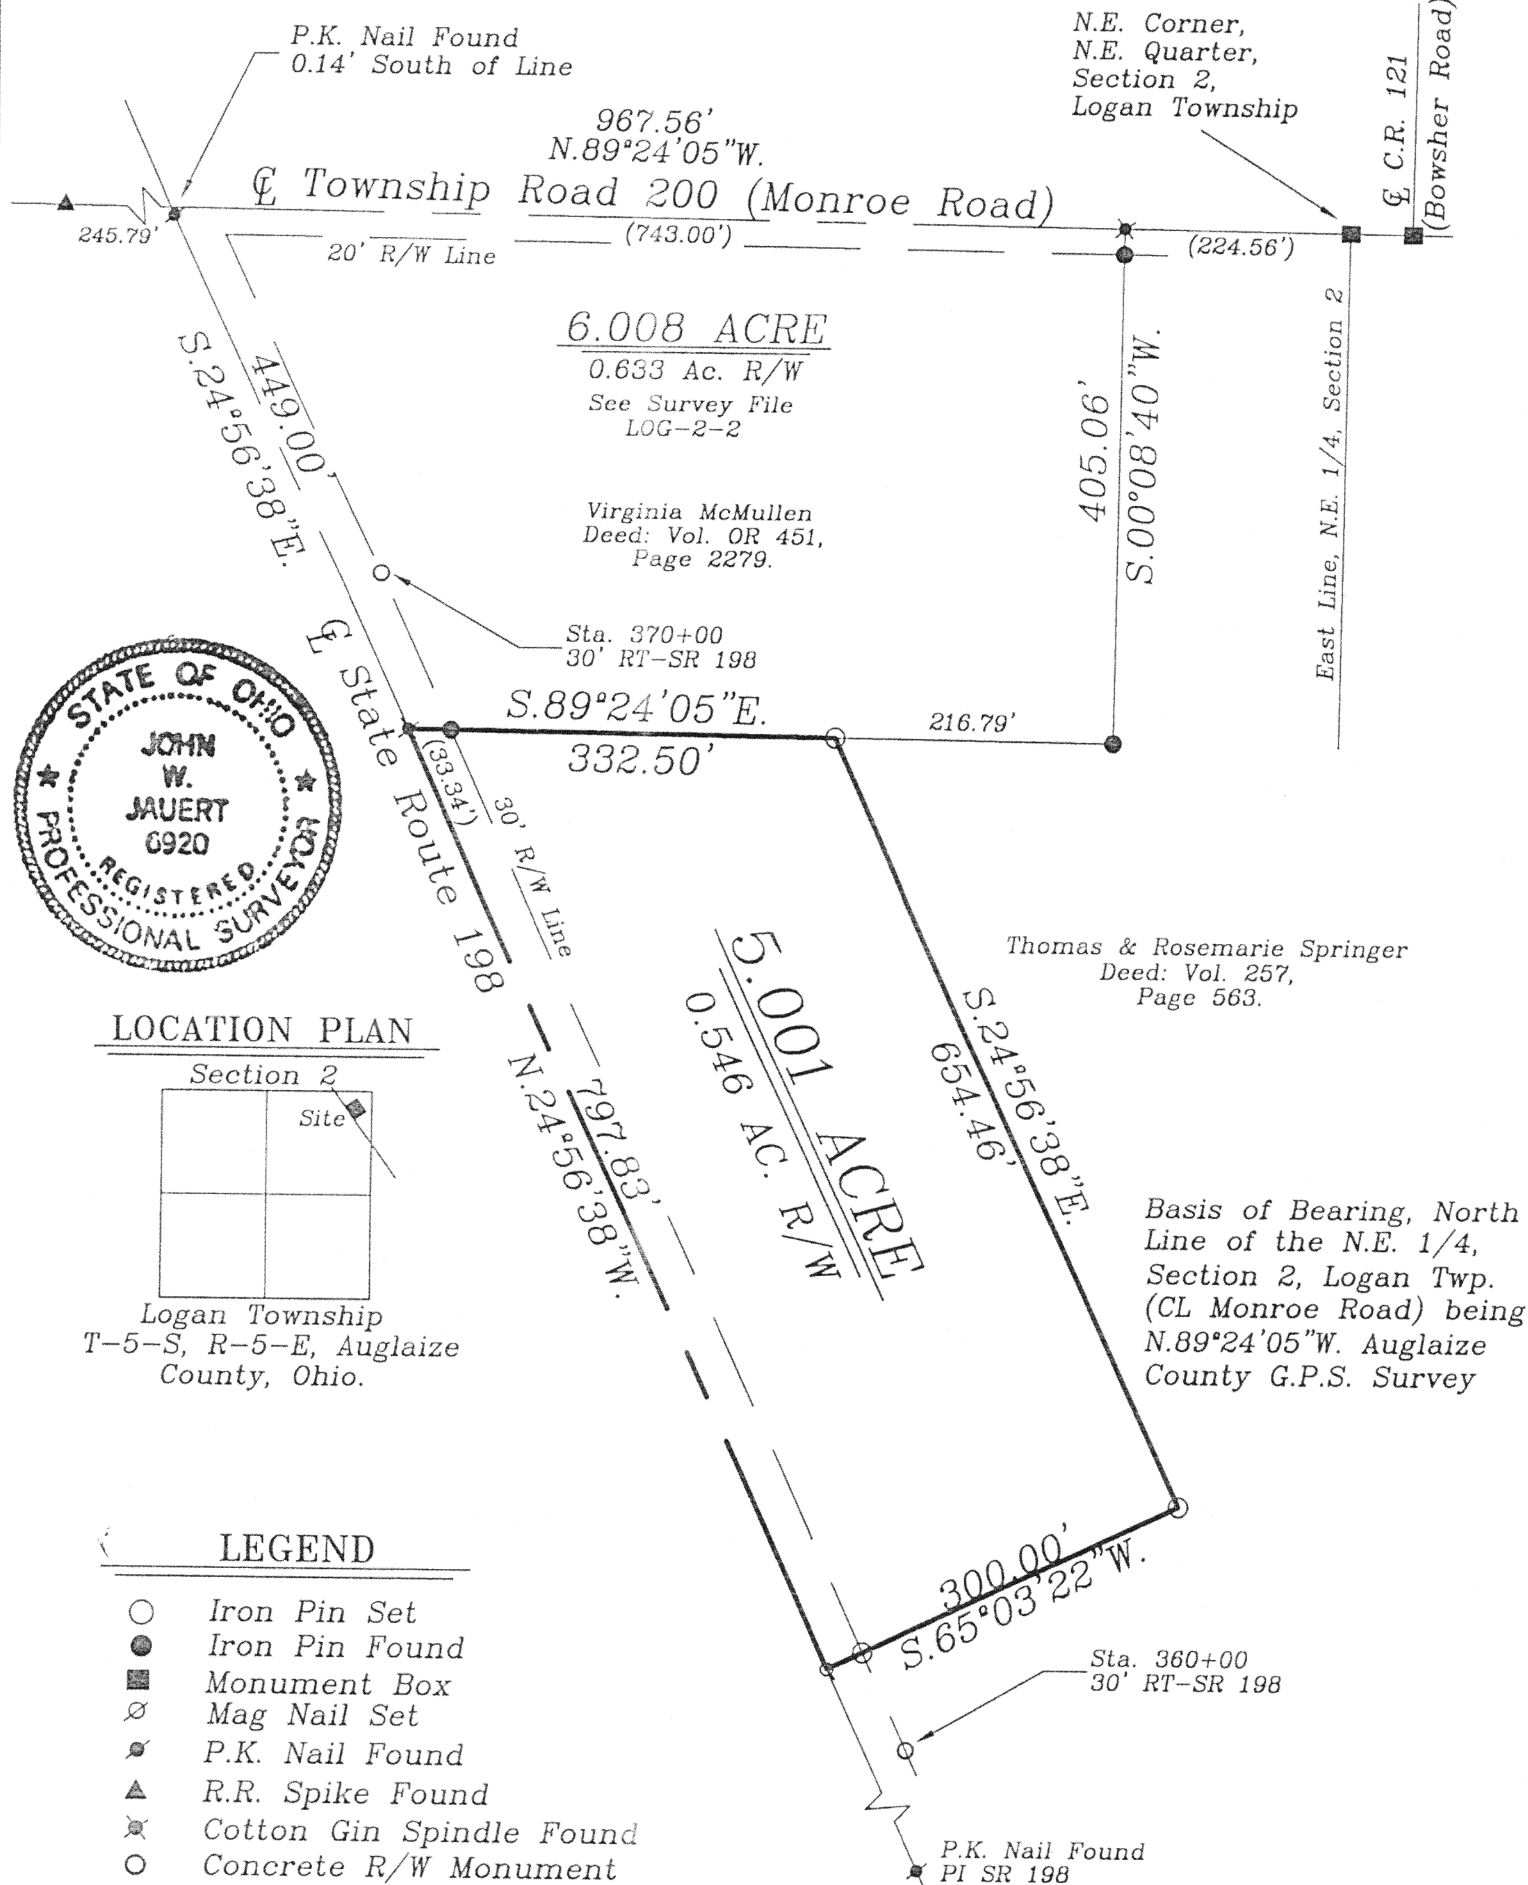 P.K. Nail Found
0.14' South of Line
N.E. Corner,
N.E. Quarter,
Section 2,
Logan Township
℄ C.R. 121
(Bowsher Road)
967.56'
N.89°24'05"W.
℄ Township Road 200 (Monroe Road)
245.79'
20' R/W Line
(743.00')
(224.56')
6.008 ACRE
0.633 Ac. R/W
See Survey File
LOG-2-2
449.00'
S.24°56'38"E.
405.06'
S.00°08'40"W.
East Line, N.E. 1/4, Section 2
Virginia McMullen
Deed: Vol. OR 451,
Page 2279.
Sta. 370+00
30' RT-SR 198
℄ State Route 198
S.89°24'05"E.
332.50'
216.79'
(33.34')
30' R/W Line
STATE OF OHIO
JOHN
W.
JAUERT
6920
REGISTERED
PROFESSIONAL SURVEYOR
5.001 ACRE
0.546 AC. R/W
Thomas & Rosemarie Springer
Deed: Vol. 257,
Page 563.
S.24°56'38"E.
654.46'
797.83'
N.24°56'38"W.
LOCATION PLAN
Section 2
Site
Logan Township
T-5-S, R-5-E, Auglaize
County, Ohio.
Basis of Bearing, North
Line of the N.E. 1/4,
Section 2, Logan Twp.
(CL Monroe Road) being
N.89°24'05"W. Auglaize
County G.P.S. Survey
300.00'
S.65°03'22"W.
Sta. 360+00
30' RT-SR 198
P.K. Nail Found
PI SR 198
LEGEND
Iron Pin Set
Iron Pin Found
Monument Box
Mag Nail Set
P.K. Nail Found
R.R. Spike Found
Cotton Gin Spindle Found
Concrete R/W Monument